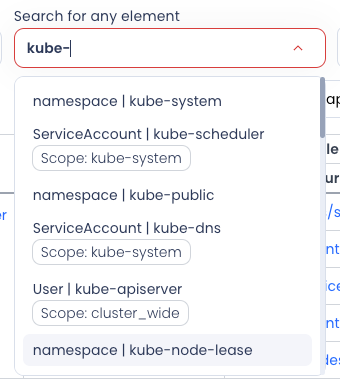 Search for any element
kube-
namespace | kube-system
ServiceAccount | kube-scheduler
Scope: kube-system
namespace | kube-public
ServiceAccount | kube-dns
Scope: kube-system
User | kube-apiserver
Scope: cluster_wide
namespace | kube-node-lease